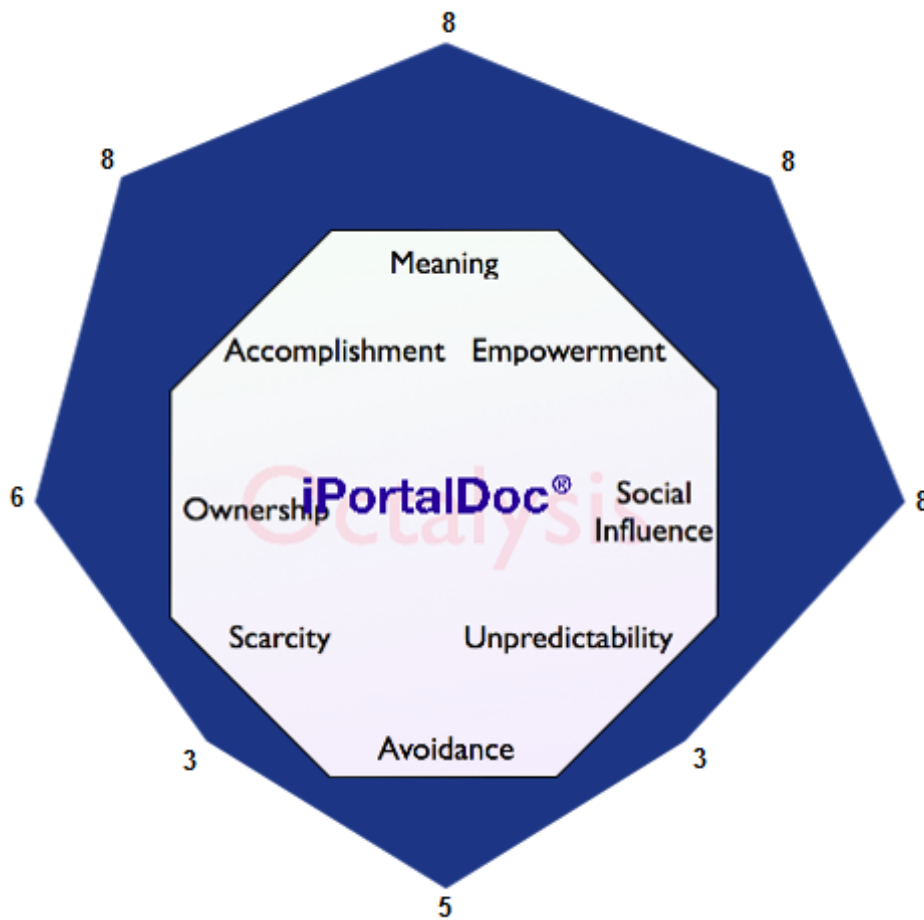 8
8
8
Meaning
Accomplishment Empowerment
6
8
Ownership
iPortalDoc®
Octalysis
Social
Influence
Scarcity
Unpredictability
3
Avoidance
3
5